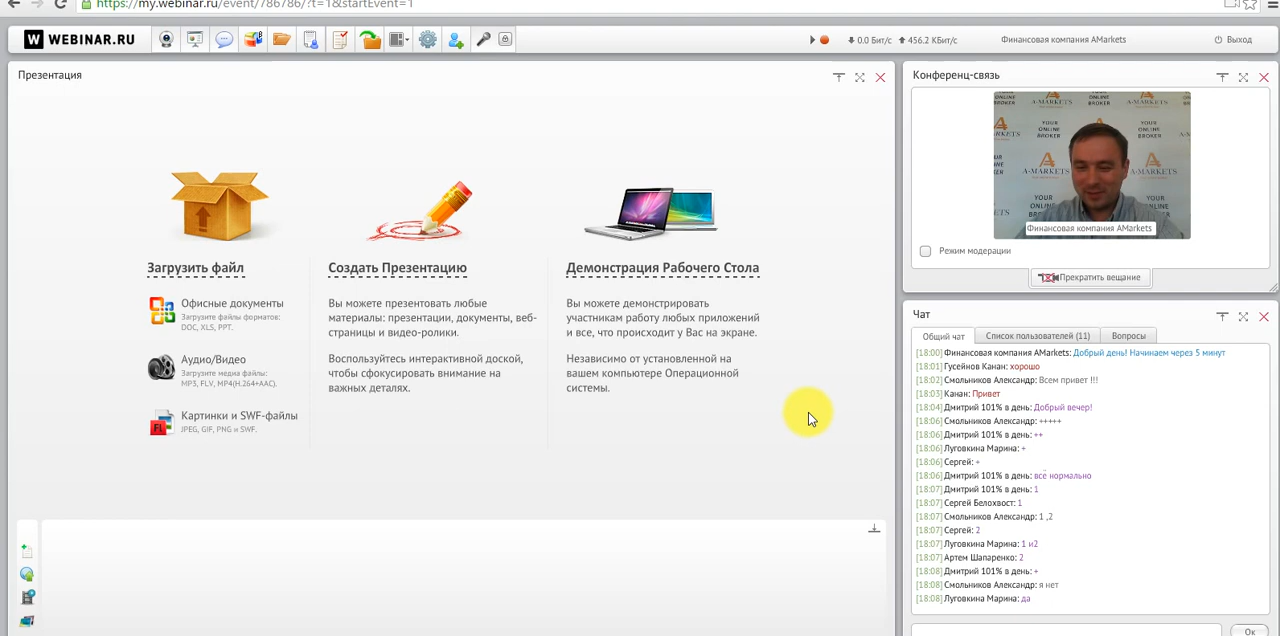 https://my.webinar.ru/event/786786/?t=1&startEvent=1
W WEBINAR.RU
0.0 Бит/с 456.2 КБит/с
Финансовая компания AMarkets
Выход
Презентация
Загрузить файл
Офисные документы
Загрузите файлы форматов:
DOC, XLS, PPT.
Аудио/Видео
Загрузите медиа файлы:
MP3, FLV, MP4(H.264+AAC).
Картинки и SWF-файлы
JPEG, GIF, PNG и SWF.
Создать Презентацию
Вы можете презентовать любые
материалы: презентации, документы, веб-
страницы и видео-ролики.
Воспользуйтесь интерактивной доской,
чтобы сфокусировать внимание на
важных деталях.
Демонстрация Рабочего Стола
Вы можете демонстрировать
участникам работу любых приложений
и все, что происходит у Вас на экране.
Независимо от установленной на
вашем компьютере Операционной
системы.
Конференц-связь
YOUR
ONLINE
BROKER
A-MARKETS
Финансовая компания AMarkets
Режим модерации
Прекратить вещание
Чат
Общий чат Список пользователей (11) Вопросы
[18:00] Финансовая компания AMarkets: Добрый день! Начинаем через 5 минут
[18:01] Гусейнов Канан: хорошо
[18:02] Смольников Александр: Всем привет !!!
[18:03] Канан: Привет
[18:04] Дмитрий 101% в день: Добрый вечер!
[18:06] Смольников Александр: +++++
[18:06] Дмитрий 101% в день: ++
[18:06] Луговкина Марина: +
[18:06] Сергей: +
[18:06] Дмитрий 101% в день: всё нормально
[18:07] Дмитрий 101% в день: 1
[18:07] Сергей Белохвост: 1
[18:07] Смольников Александр: 1 ,2
[18:07] Сергей: 2
[18:07] Луговкина Марина: 1 и2
[18:07] Артем Шапаренко: 2
[18:08] Дмитрий 101% в день: +
[18:08] Смольников Александр: я нет
[18:08] Луговкина Марина: да
Ок